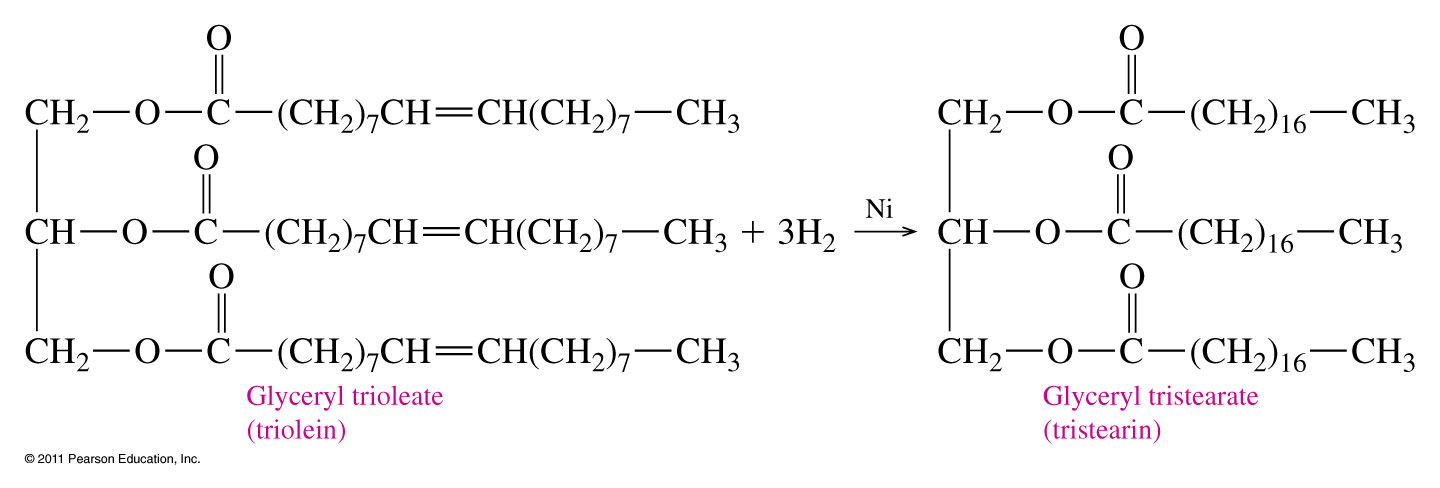 O O
CH₂—O—C—(CH₂)₇CH=CH(CH₂)₇—CH₃ CH₂—O—C—(CH₂)₁₆—CH₃
O O
CH—O—C—(CH₂)₇CH=CH(CH₂)₇—CH₃ + 3H₂ Ni → CH—O—C—(CH₂)₁₆—CH₃
O O
CH₂—O—C—(CH₂)₇CH=CH(CH₂)₇—CH₃ CH₂—O—C—(CH₂)₁₆—CH₃
Glyceryl trioleate Glyceryl tristearate
(triolein) (tristearin)
© 2011 Pearson Education, Inc.